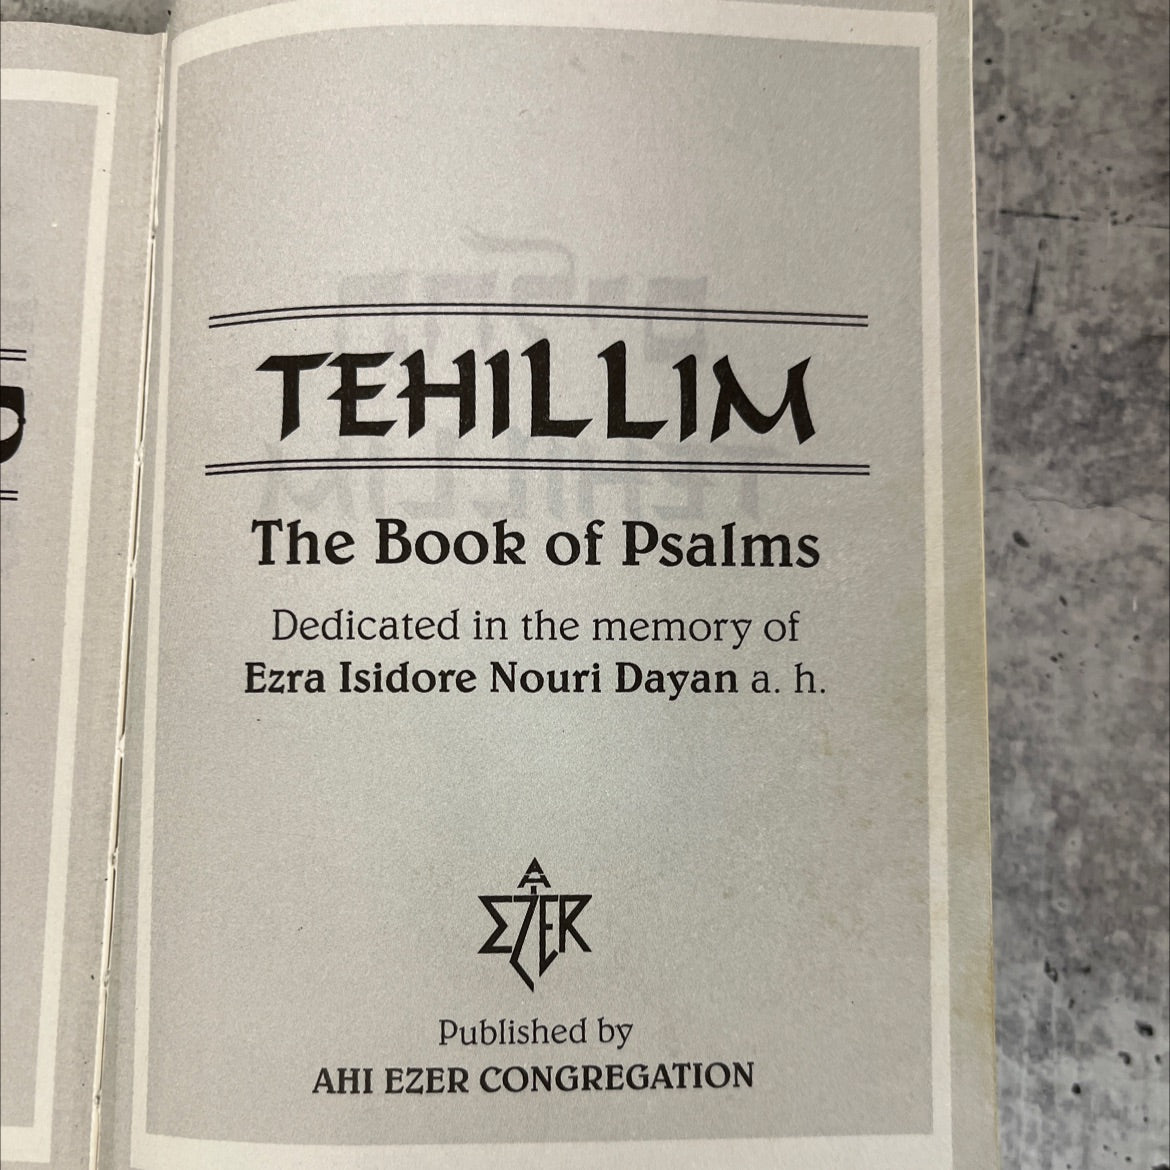 TEHILLIM
The Book of Psalms
Dedicated in the memory of
Ezra Isidore Nouri Dayan a. h.
A
EZER
Published by
AHI EZER CONGREGATION